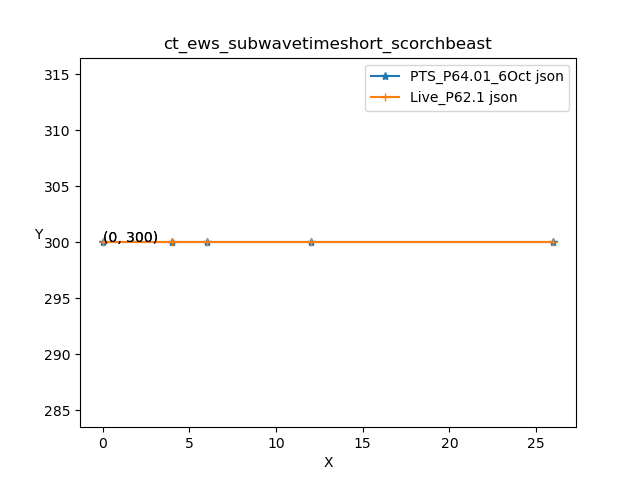 ct_ews_subwavetimeshort_scorchbeast
PTS_P64.01_6Oct json
Live_P62.1 json
315
310
305
Y
300
(0, 300)
295
290
285
0 5 10 15 20 25
X